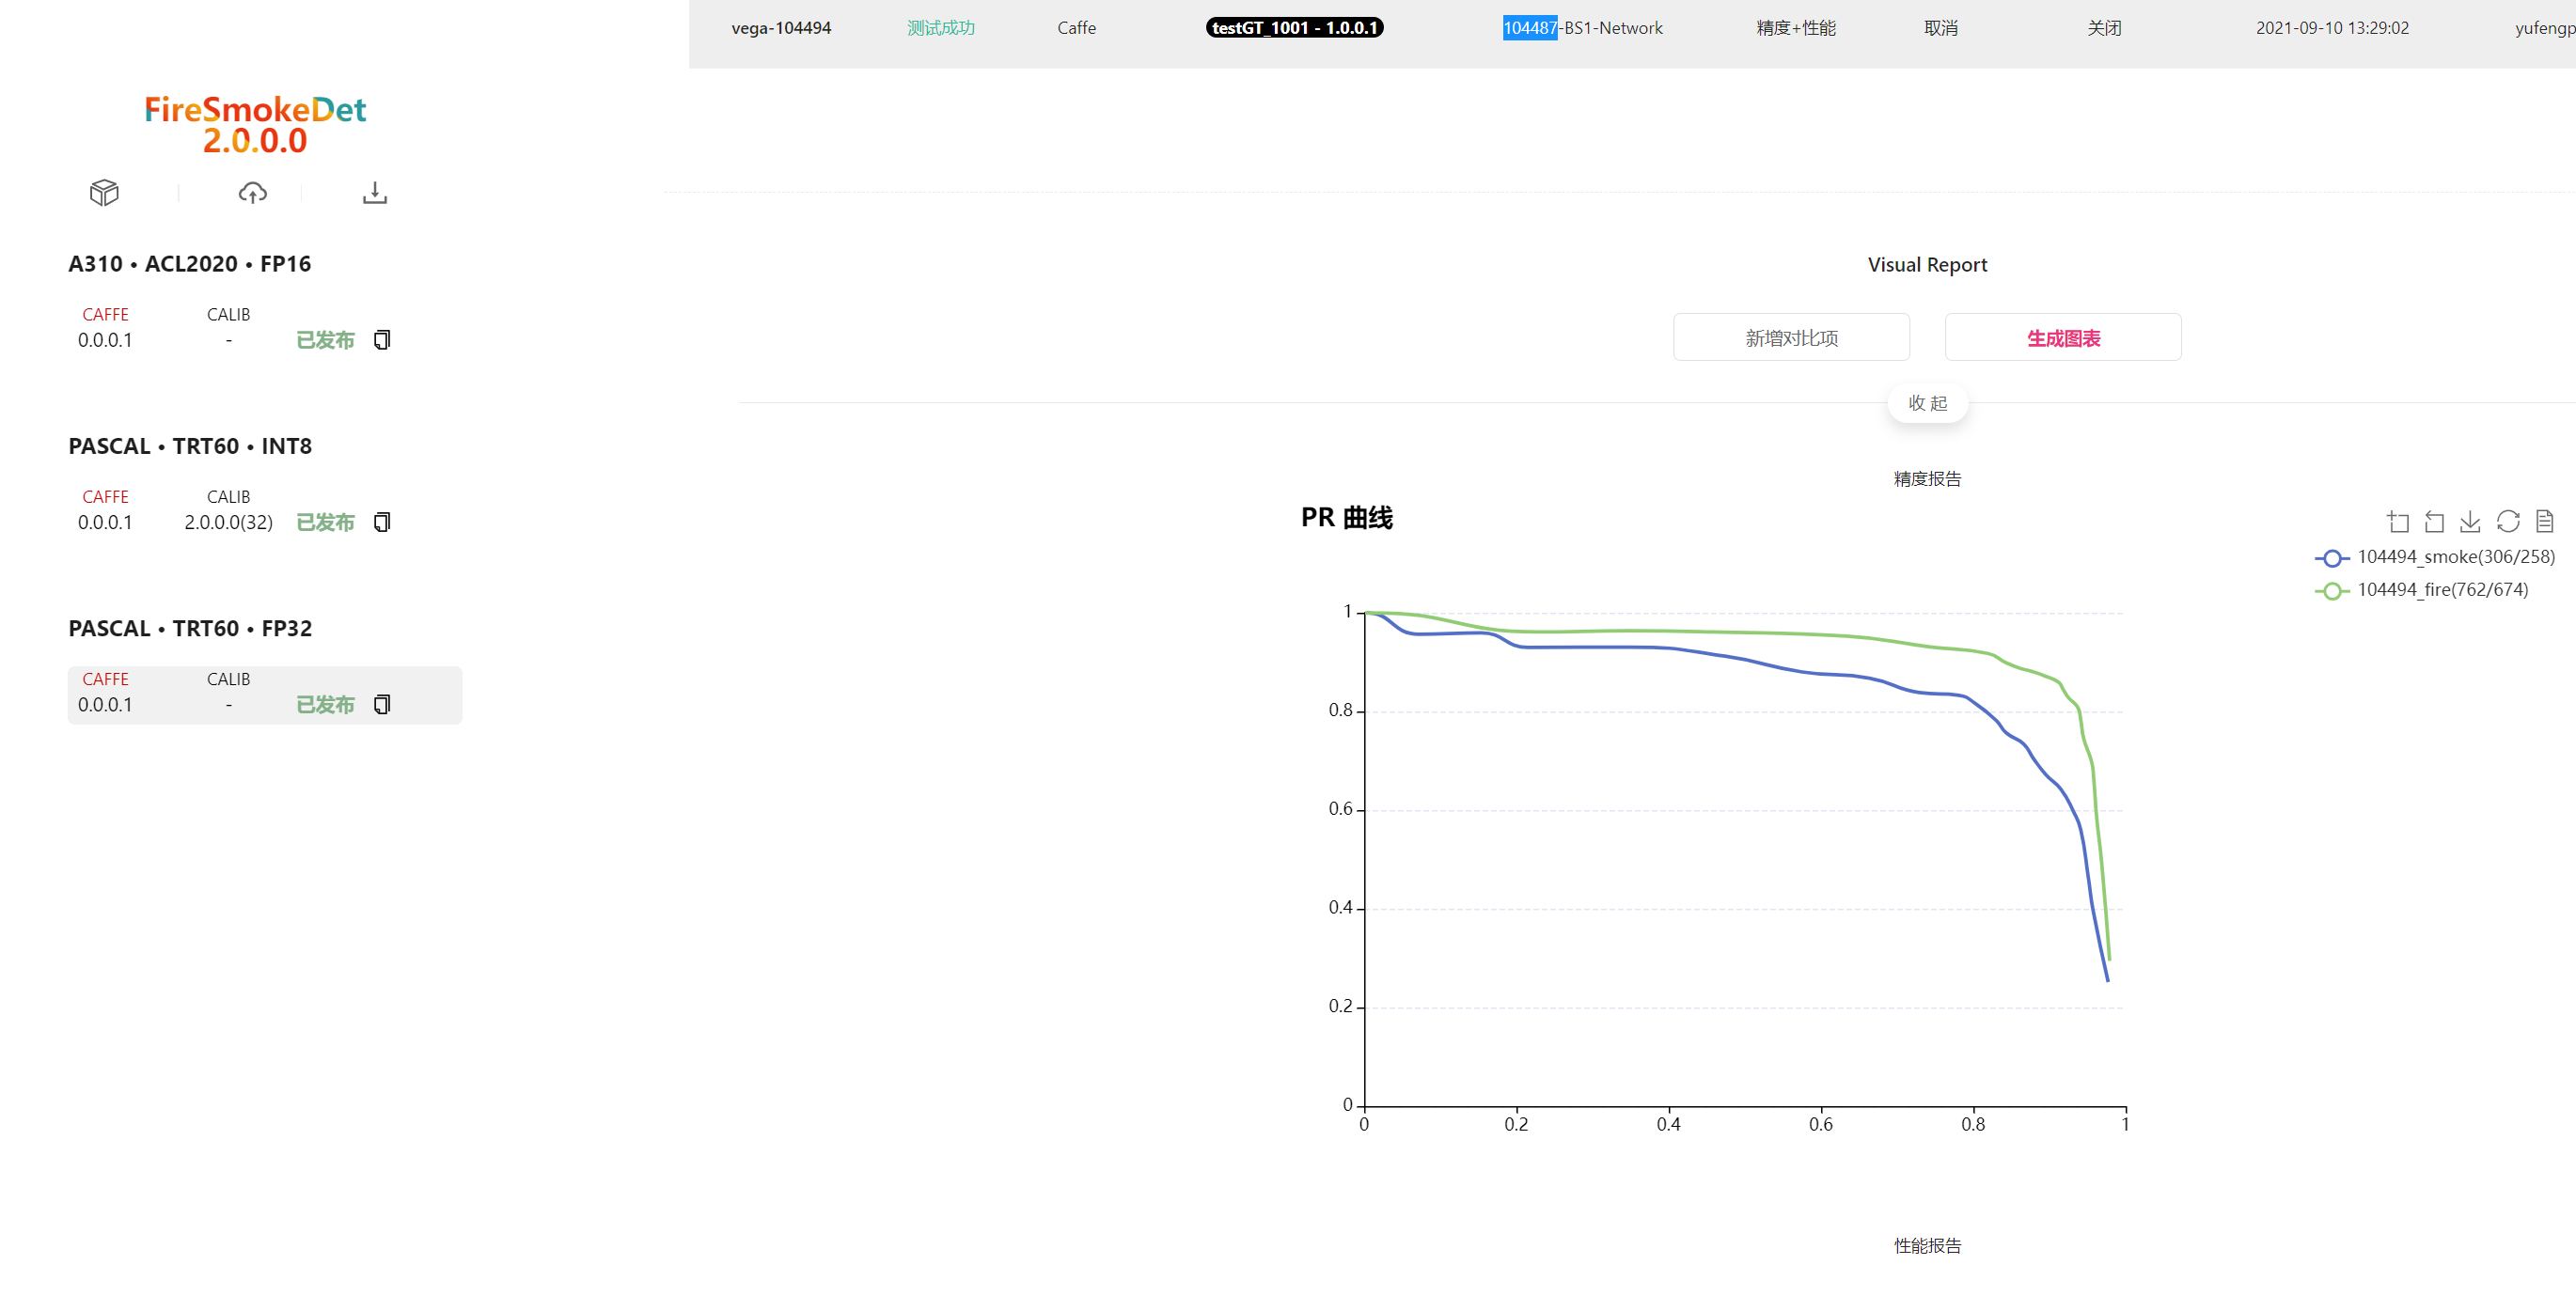 vega-104494 测试成功 Caffe testGT_1001 - 1.0.0.1 104487-BS1-Network 精度+性能 取消 关闭 2021-09-10 13:29:02 yufengp
FireSmokeDet
2.0.0.0
A310 • ACL2020 • FP16
CAFFE CALIB
0.0.0.1 - 已发布
PASCAL • TRT60 • INT8
CAFFE CALIB
0.0.0.1 2.0.0.0(32) 已发布
PASCAL • TRT60 • FP32
CAFFE CALIB
0.0.0.1 - 已发布
Visual Report
新增对比项 生成图表
收 起
精度报告
PR 曲线
104494_smoke(306/258)
104494_fire(762/674)
1
0.8
0.6
0.4
0.2
0
0 0.2 0.4 0.6 0.8 1
性能报告